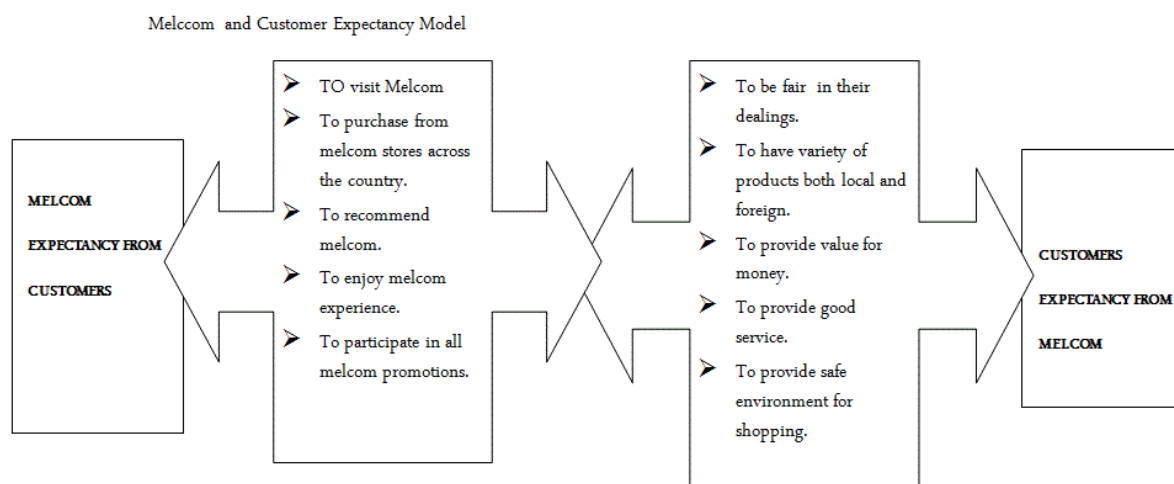 Melccom and Customer Expectancy Model
MELCOM
EXPECTANCY FROM
CUSTOMERS
➢ TO visit Melcom
➢ To purchase from
melcom stores across
the country.
➢ To recommend
melcom.
➢ To enjoy melcom
experience.
➢ To participate in all
melcom promotions.
➢ To be fair in their
dealings.
➢ To have variety of
products both local and
foreign.
➢ To provide value for
money.
➢ To provide good
service.
➢ To provide safe
environment for
shopping.
CUSTOMERS
EXPECTANCY FROM
MELCOM